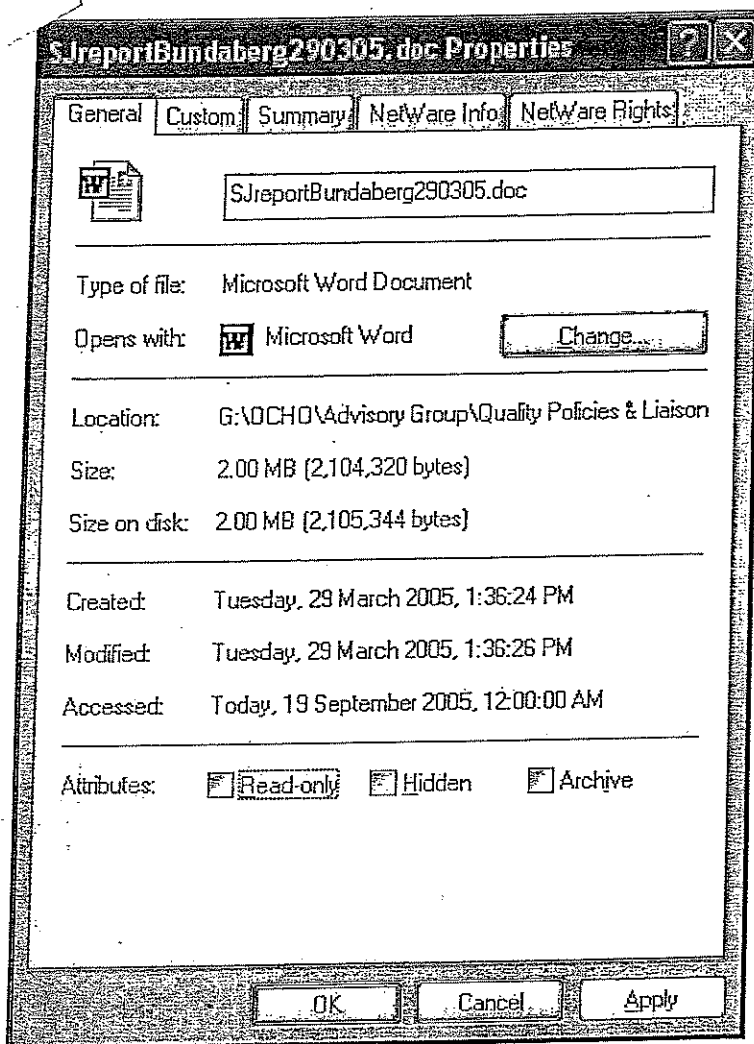 SJreportBundaberg290305.doc Properties
General Custom Summary NetWare Info NetWare Rights
SJreportBundaberg290305.doc
Type of file: Microsoft Word Document
Opens with: Microsoft Word Change...
Location: G:\OCHO\Advisory Group\Quality Policies & Liaison
Size: 2.00 MB (2,104,320 bytes)
Size on disk: 2.00 MB (2,105,344 bytes)
Created: Tuesday, 29 March 2005, 1:36:24 PM
Modified: Tuesday, 29 March 2005, 1:36:26 PM
Accessed: Today, 19 September 2005, 12:00:00 AM
Attributes: Read-only Hidden Archive
OK Cancel Apply